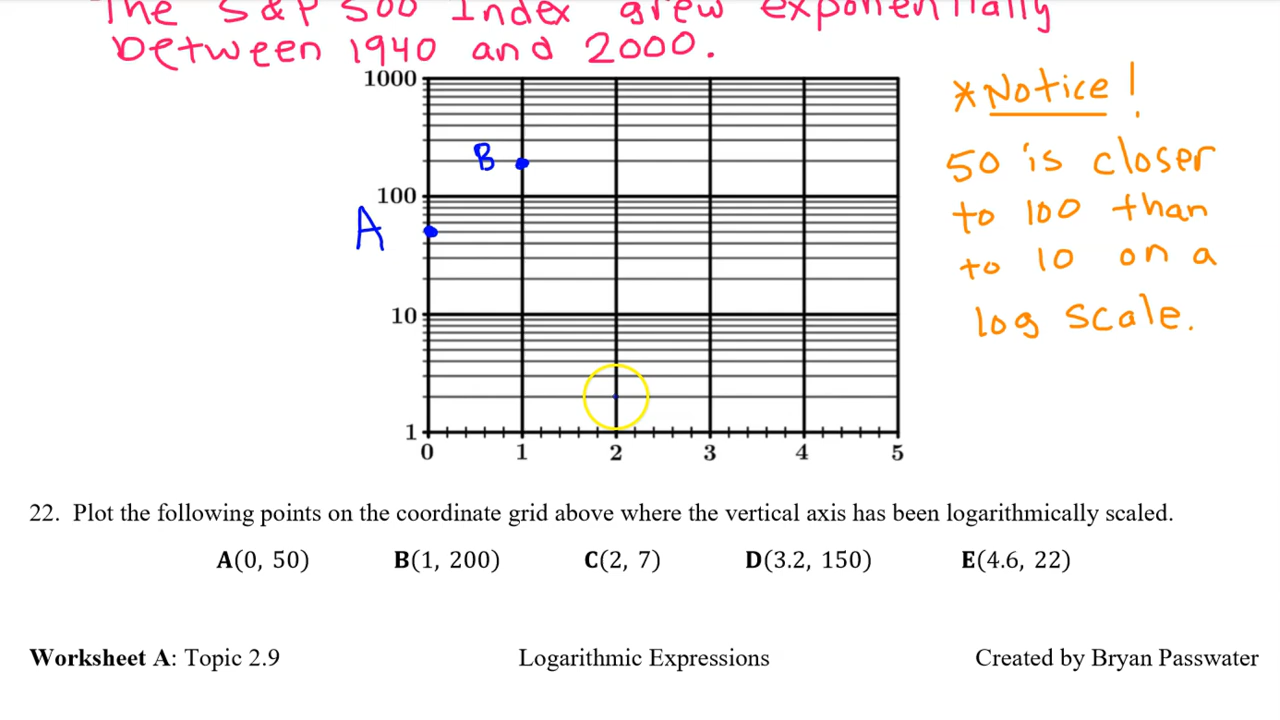 The S&P 500 Index grew exponentially
between 1940 and 2000.
1000
100
10
1
0 1 2 3 4 5
A
B
*Notice!
50 is closer
to 100 than
to 10 on a
log scale.
22. Plot the following points on the coordinate grid above where the vertical axis has been logarithmically scaled.
A(0, 50) B(1, 200) C(2, 7) D(3.2, 150) E(4.6, 22)
Worksheet A: Topic 2.9 Logarithmic Expressions Created by Bryan Passwater